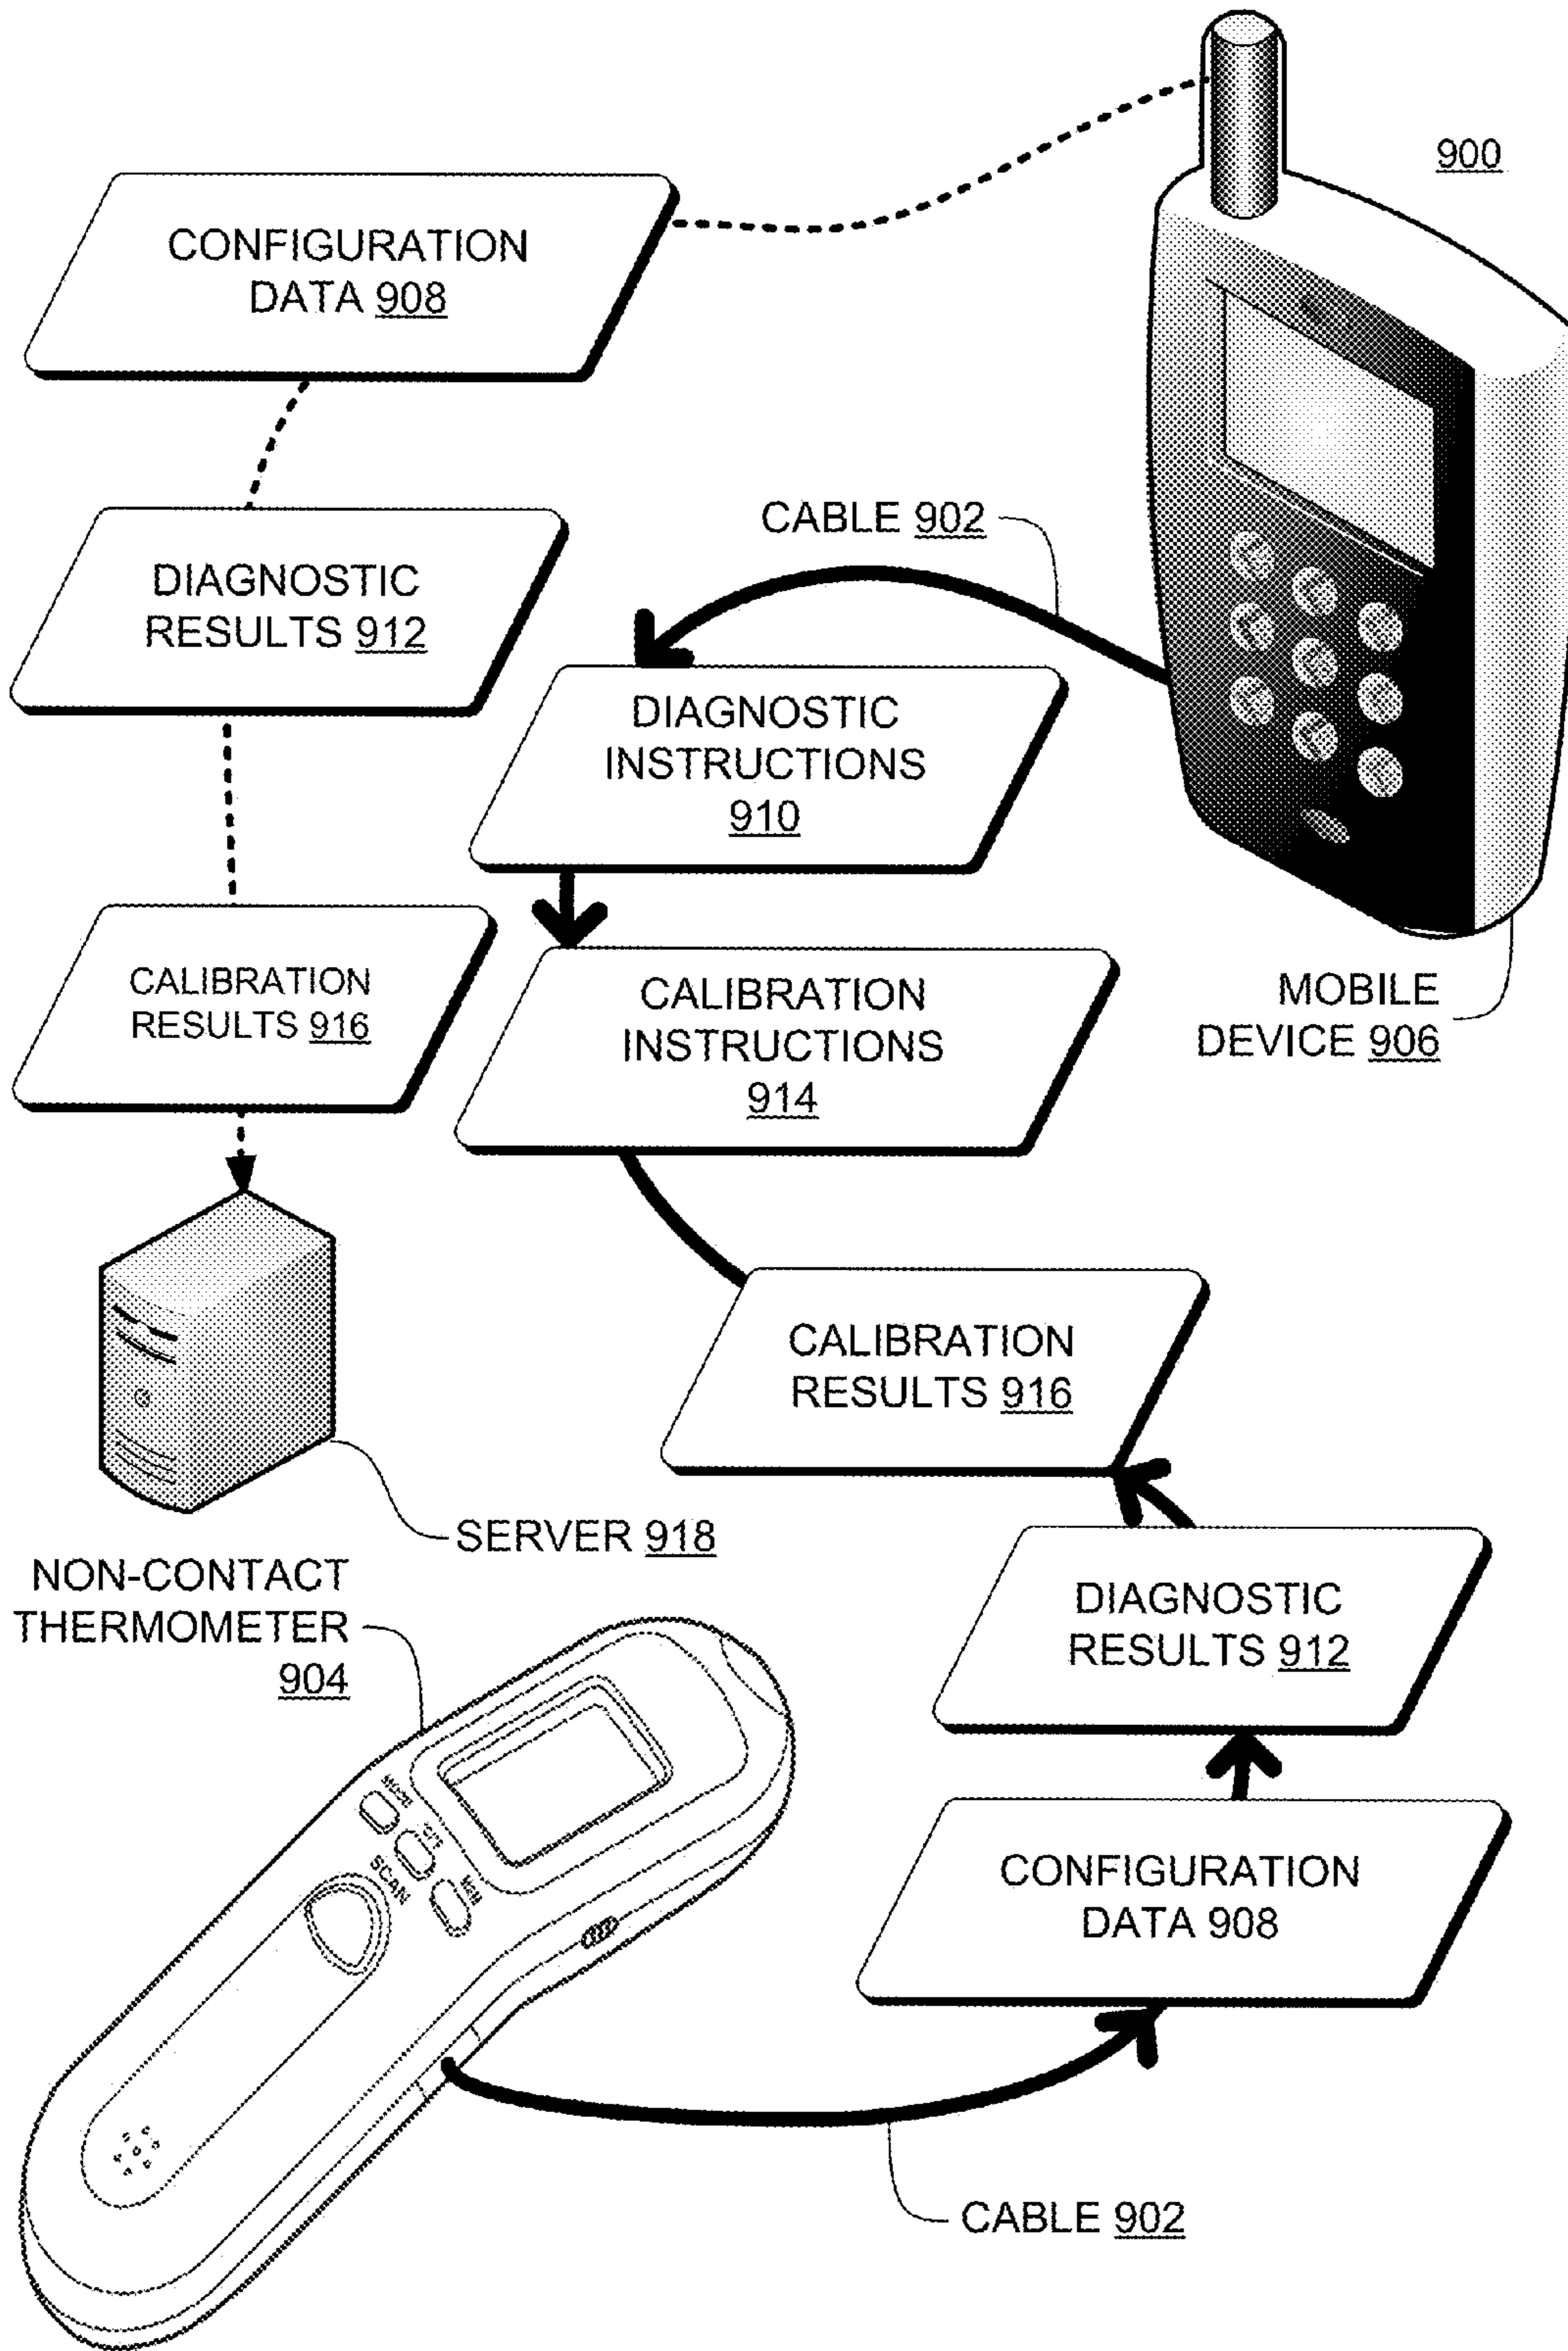 900
CONFIGURATION
DATA 908
CABLE 902
DIAGNOSTIC
RESULTS 912
DIAGNOSTIC
INSTRUCTIONS
910
CALIBRATION
RESULTS 916
CALIBRATION
INSTRUCTIONS
914
MOBILE
DEVICE 906
CALIBRATION
RESULTS 916
SERVER 918
NON-CONTACT
THERMOMETER
904
DIAGNOSTIC
RESULTS 912
SCAN
CONFIGURATION
DATA 908
CABLE 902